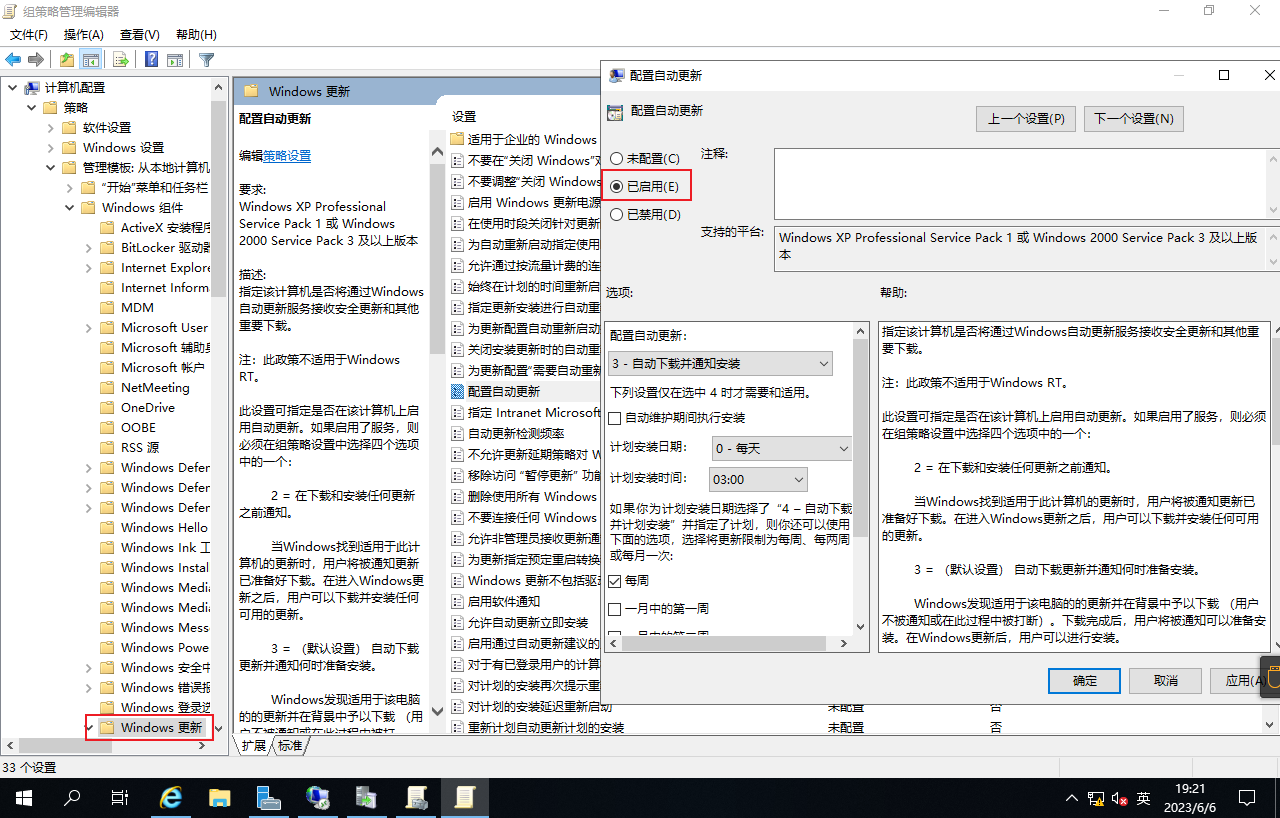 组策略管理编辑器
文件(F) 操作(A) 查看(V) 帮助(H)
计算机配置
策略
软件设置
Windows 设置
管理模板: 从本地计算机
“开始”菜单和任务栏
Windows 组件
ActiveX 安装程序
BitLocker 驱动器
Internet Explore
Internet Inform
MDM
Microsoft User
Microsoft 辅助
Microsoft 帐户
NetMeeting
OneDrive
OOBE
RSS 源
Windows Defen
Windows Defen
Windows Defen
Windows Hello
Windows Ink 工
Windows Instal
Windows Medi
Windows Medi
Windows Mess
Windows Powe
Windows 安全中
Windows 错误报
Windows 登录选
Windows 更新
Windows 更新
配置自动更新
编辑策略设置
要求:
Windows XP Professional
Service Pack 1 或 Windows
2000 Service Pack 3 及以上版本
描述:
指定该计算机是否将通过Windows
自动更新服务接收安全更新和其他
重要下载。
注：此政策不适用于Windows
RT。
此设置可指定是否在该计算机上启
用自动更新。如果启用了服务，则
必须在组策略设置中选择四个选项
中的一个：
2 = 在下载和安装任何更新
之前通知。
当Windows找到适用于此计
算机的更新时，用户将被通知更新
已准备好下载。在进入Windows更
新之后，用户可以下载并安装任何
可用的更新。
3 = （默认设置） 自动下载
更新并通知何时准备安装。
Windows发现适用于该电脑
的的更新并在背景中予以下载 （用
户不被通知或在此过程中被打
扩展 标准
设置
适用于企业的 Windows
不要在“关闭 Windows”对
不要调整“关闭 Windows
启用 Windows 更新电源
在使用时段关闭针对更新
为自动重新启动指定使用
允许通过按流量计费的连
始终在计划的时间重新启
指定更新安装进行自动重
为更新配置自动重新启动
关闭安装更新时的自动重
为更新配置“需要自动重新
配置自动更新
指定 Intranet Microsoft
自动更新检测频率
不允许更新延期策略对 W
移除访问 “暂停更新” 功能
删除使用所有 Windows
不要连接任何 Windows
允许非管理员接收更新通
为更新指定预定重启转换
Windows 更新不包括驱动
启用软件通知
允许自动更新立即安装
启用通过自动更新建议的
对于有已登录用户的计算
对计划的安装再次提示重
对计划的安装延迟重新启动 未配置 否
重新计划自动更新计划的安装 未配置 否
配置自动更新
配置自动更新
上一个设置(P) 下一个设置(N)
未配置(C)
已启用(E)
已禁用(D)
注释:
支持的平台:
Windows XP Professional Service Pack 1 或 Windows 2000 Service Pack 3 及以上版
本
选项:
配置自动更新:
3 - 自动下载并通知安装
下列设置仅在选中 4 时才需要和适用。
自动维护期间执行安装
计划安装日期: 0 - 每天
计划安装时间: 03:00
如果你为计划安装日期选择了“4 – 自动下载
并计划安装”并指定了计划，则你还可以使用
下面的选项，选择将更新限制为每周、每两周
或每月一次:
每周
一月中的第一周
帮助:
指定该计算机是否将通过Windows自动更新服务接收安全更新和其他重
要下载。
注：此政策不适用于Windows RT。
此设置可指定是否在该计算机上启用自动更新。如果启用了服务，则必须
在组策略设置中选择四个选项中的一个：
2 = 在下载和安装任何更新之前通知。
当Windows找到适用于此计算机的更新时，用户将被通知更新已
准备好下载。在进入Windows更新之后，用户可以下载并安装任何可用
的更新。
3 = （默认设置） 自动下载更新并通知何时准备安装。
Windows发现适用于该电脑的的更新并在背景中予以下载 （用户
不被通知或在此过程中被打断）。下载完成后，用户将被通知可以准备安
装。在Windows更新后，用户可以进行安装。
确定 取消 应用(A)
33 个设置
英
19:21
2023/6/6